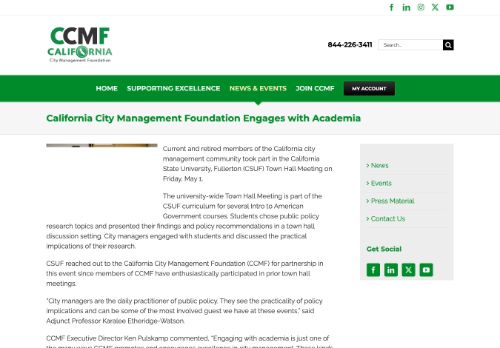 CCMF
CALIFORNIA
City Management Foundation
844-226-3411
Search...
HOME SUPPORTING EXCELLENCE NEWS & EVENTS JOIN CCMF MY ACCOUNT
California City Management Foundation Engages with Academia
Current and retired members of the California city
management community took part in the California
State University, Fullerton (CSUF) Town Hall Meeting on
Friday, May 1.
The university-wide Town Hall Meeting is part of the
CSUF curriculum for several Intro to American
Government courses. Students chose public policy
research topics and presented their findings and policy recommendations in a town hall
discussion setting. City managers engaged with students and discussed the practical
implications of their research.
CSUF reached out to the California City Management Foundation (CCMF) for partnership in
this event since members of CCMF have enthusiastically participated in prior town hall
meetings.
"City managers are the daily practitioner of public policy. They see the practicality of policy
implications and can be some of the most involved guest we have at these events," said
Adjunct Professor Karalee Etheridge-Watson.
CCMF Executive Director Ken Pulskamp commented, "Engaging with academia is just one of
> News
> Events
> Press Material
> Contact Us
Get Social